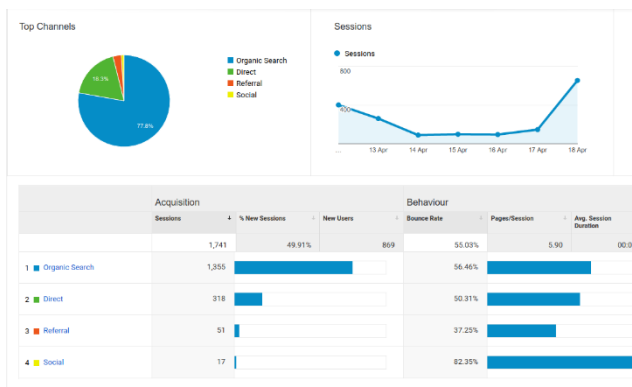 Top Channels
Organic Search
Direct
Referral
Social
77.8%
18.3%
Sessions
Sessions
800
400
... 13 Apr 14 Apr 15 Apr 16 Apr 17 Apr 18 Apr
Acquisition Behaviour
Sessions % New Sessions New Users Bounce Rate Pages/Session Avg. Session Duration
1,741 49.91% 869 55.03% 5.90 00:0
1 Organic Search 1,355 56.46%
2 Direct 318 50.31%
3 Referral 51 37.25%
4 Social 17 82.35%